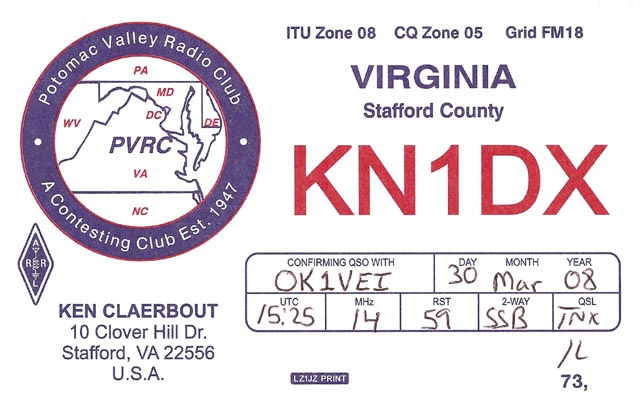 ITU Zone 08 CQ Zone 05 Grid FM18
Potomac Valley Radio Club
PA
MD
WV
DC
DE
PVRC
VA
NC
A Contesting Club Est. 1947
VIRGINIA
Stafford County
KN1DX
ARRL
KEN CLAERBOUT
10 Clover Hill Dr.
Stafford, VA 22556
U.S.A.
CONFIRMING QSO WITH DAY MONTH YEAR
OK1VEI 30 Mar 08
UTC MHz RST 2-WAY QSL
15:25 14 59 SSB TNX
73,
LZ1JZ PRINT